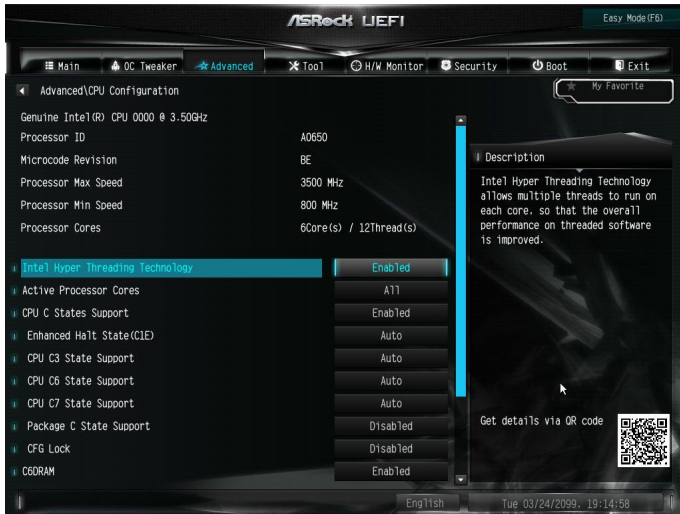 ASRock UEFI
Easy Mode(F6)
Main
OC Tweaker
Advanced
Tool
H/W Monitor
Security
Boot
Exit
Advanced\CPU Configuration
My Favorite
Genuine Intel(R) CPU 0000 @ 3.50GHz
Processor ID A0650
Microcode Revision BE
Processor Max Speed 3500 MHz
Processor Min Speed 800 MHz
Processor Cores 6Core(s) / 12Thread(s)
Intel Hyper Threading Technology Enabled
Active Processor Cores All
CPU C States Support Enabled
Enhanced Halt State(C1E) Auto
CPU C3 State Support Auto
CPU C6 State Support Auto
CPU C7 State Support Auto
Package C State Support Disabled
CFG Lock Disabled
C6DRAM Enabled
Description
Intel Hyper Threading Technology
allows multiple threads to run on
each core, so that the overall
performance on threaded software
is improved.
Get details via QR code
English
Tue 03/24/2099. 19:14:58